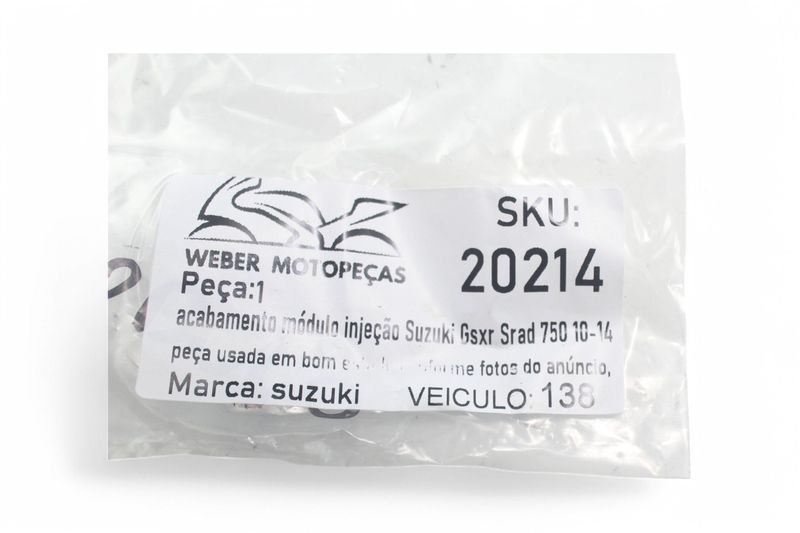 WEBER MOTOPEÇAS
SKU:
20214
Peça:1
acabamento módulo injeção Suzuki Gsxr Srad 750 10-14
peça usada em bom fotos do anúncio,
Marca: suzuki
VEICULO: 138